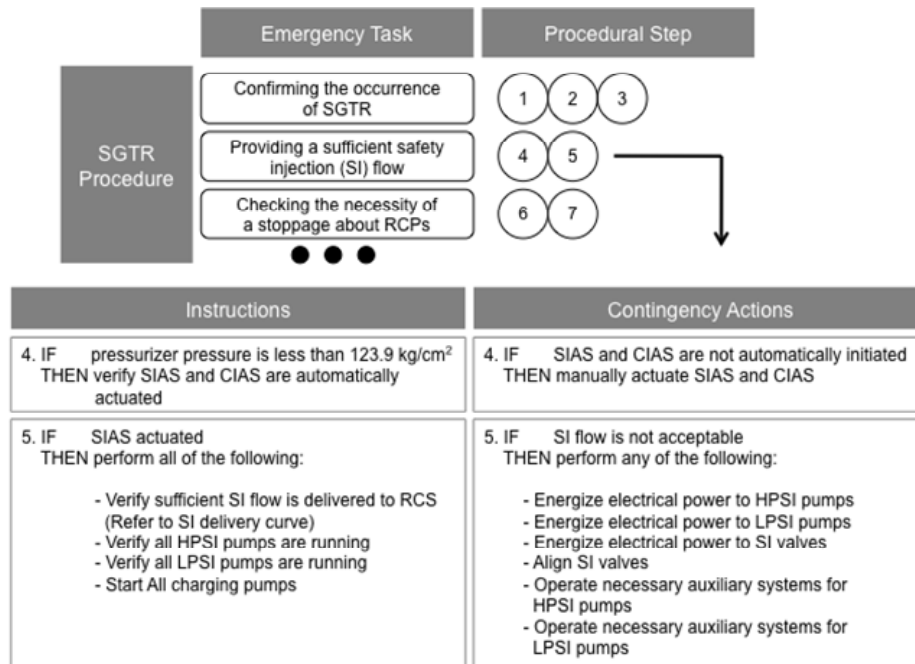 Emergency Task
Procedural Step
SGTR
Procedure
Confirming the occurrence
of SGTR
1 2 3
Providing a sufficient safety
injection (SI) flow
4 5
Checking the necessity of
a stoppage about RCPs
6 7
Instructions
Contingency Actions
4. IF pressurizer pressure is less than 123.9 kg/cm²
THEN verify SIAS and CIAS are automatically
actuated
4. IF SIAS and CIAS are not automatically initiated
THEN manually actuate SIAS and CIAS
5. IF SIAS actuated
THEN perform all of the following:
- Verify sufficient SI flow is delivered to RCS
(Refer to SI delivery curve)
- Verify all HPSI pumps are running
- Verify all LPSI pumps are running
- Start All charging pumps
5. IF SI flow is not acceptable
THEN perform any of the following:
- Energize electrical power to HPSI pumps
- Energize electrical power to LPSI pumps
- Energize electrical power to SI valves
- Align SI valves
- Operate necessary auxiliary systems for
HPSI pumps
- Operate necessary auxiliary systems for
LPSI pumps